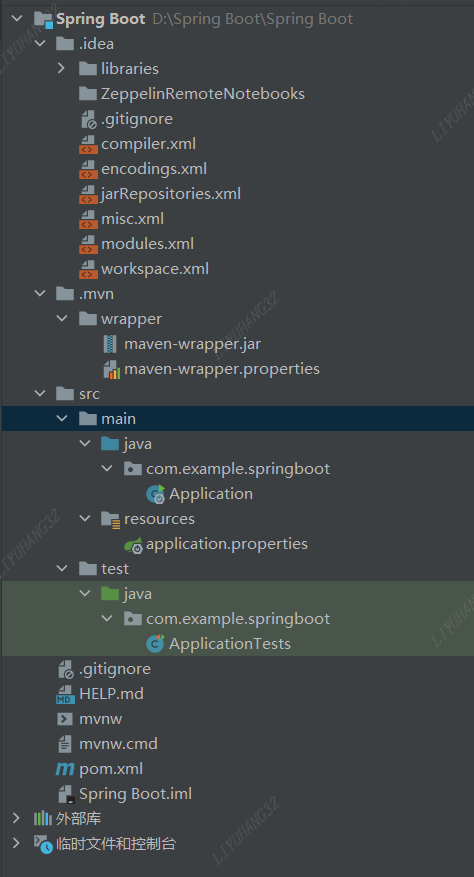 Spring Boot D:\Spring Boot\Spring Boot
.idea
libraries
ZeppelinRemoteNotebooks
.gitignore
compiler.xml
encodings.xml
jarRepositories.xml
misc.xml
modules.xml
workspace.xml
.mvn
wrapper
maven-wrapper.jar
maven-wrapper.properties
src
main
java
com.example.springboot
Application
resources
application.properties
test
java
com.example.springboot
ApplicationTests
.gitignore
HELP.md
mvnw
mvnw.cmd
pom.xml
Spring Boot.iml
外部库
临时文件和控制台
LIYUHANG32